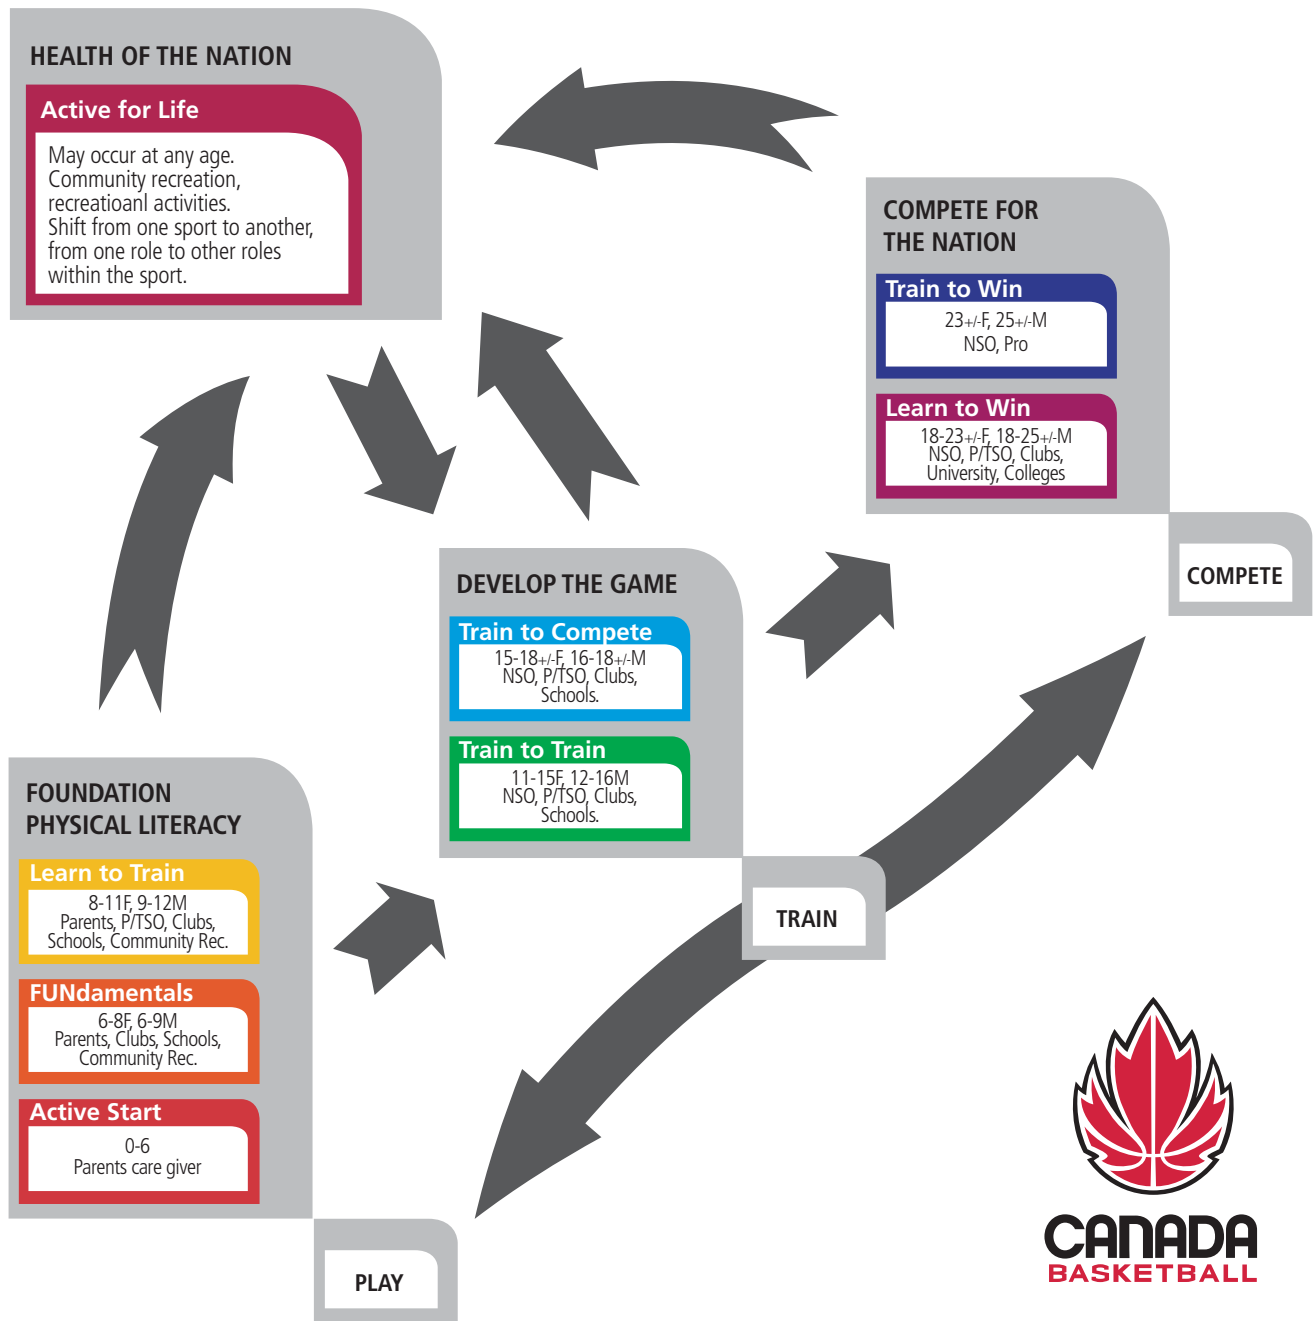 HEALTH OF THE NATION
Active for Life
May occur at any age.
Community recreation,
recreatioanl activities.
Shift from one sport to another,
from one role to other roles
within the sport.
COMPETE FOR
THE NATION
Train to Win
23+/-F, 25+/-M
NSO, Pro
Learn to Win
18-23+/-F, 18-25+/-M
NSO, P/TSO, Clubs,
University, Colleges
COMPETE
DEVELOP THE GAME
Train to Compete
15-18+/-F, 16-18+/-M
NSO, P/TSO, Clubs,
Schools.
Train to Train
11-15F, 12-16M
NSO, P/TSO, Clubs,
Schools.
TRAIN
FOUNDATION
PHYSICAL LITERACY
Learn to Train
8-11F, 9-12M
Parents, P/TSO, Clubs,
Schools, Community Rec.
FUNdamentals
6-8F, 6-9M
Parents, Clubs, Schools,
Community Rec.
Active Start
0-6
Parents care giver
PLAY
CANADA
BASKETBALL